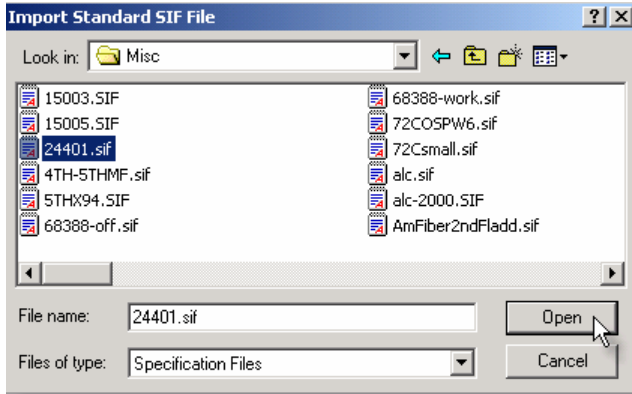 Import Standard SIF File
Look in: Misc
15003.SIF
15005.SIF
24401.sif
4TH-5THMF.sif
5THX94.SIF
68388-off.sif
68388-work.sif
72COSPW6.sif
72Csmall.sif
alc.sif
alc-2000.SIF
AmFiber2ndFladd.sif
File name: 24401.sif Open
Files of type: Specification Files Cancel